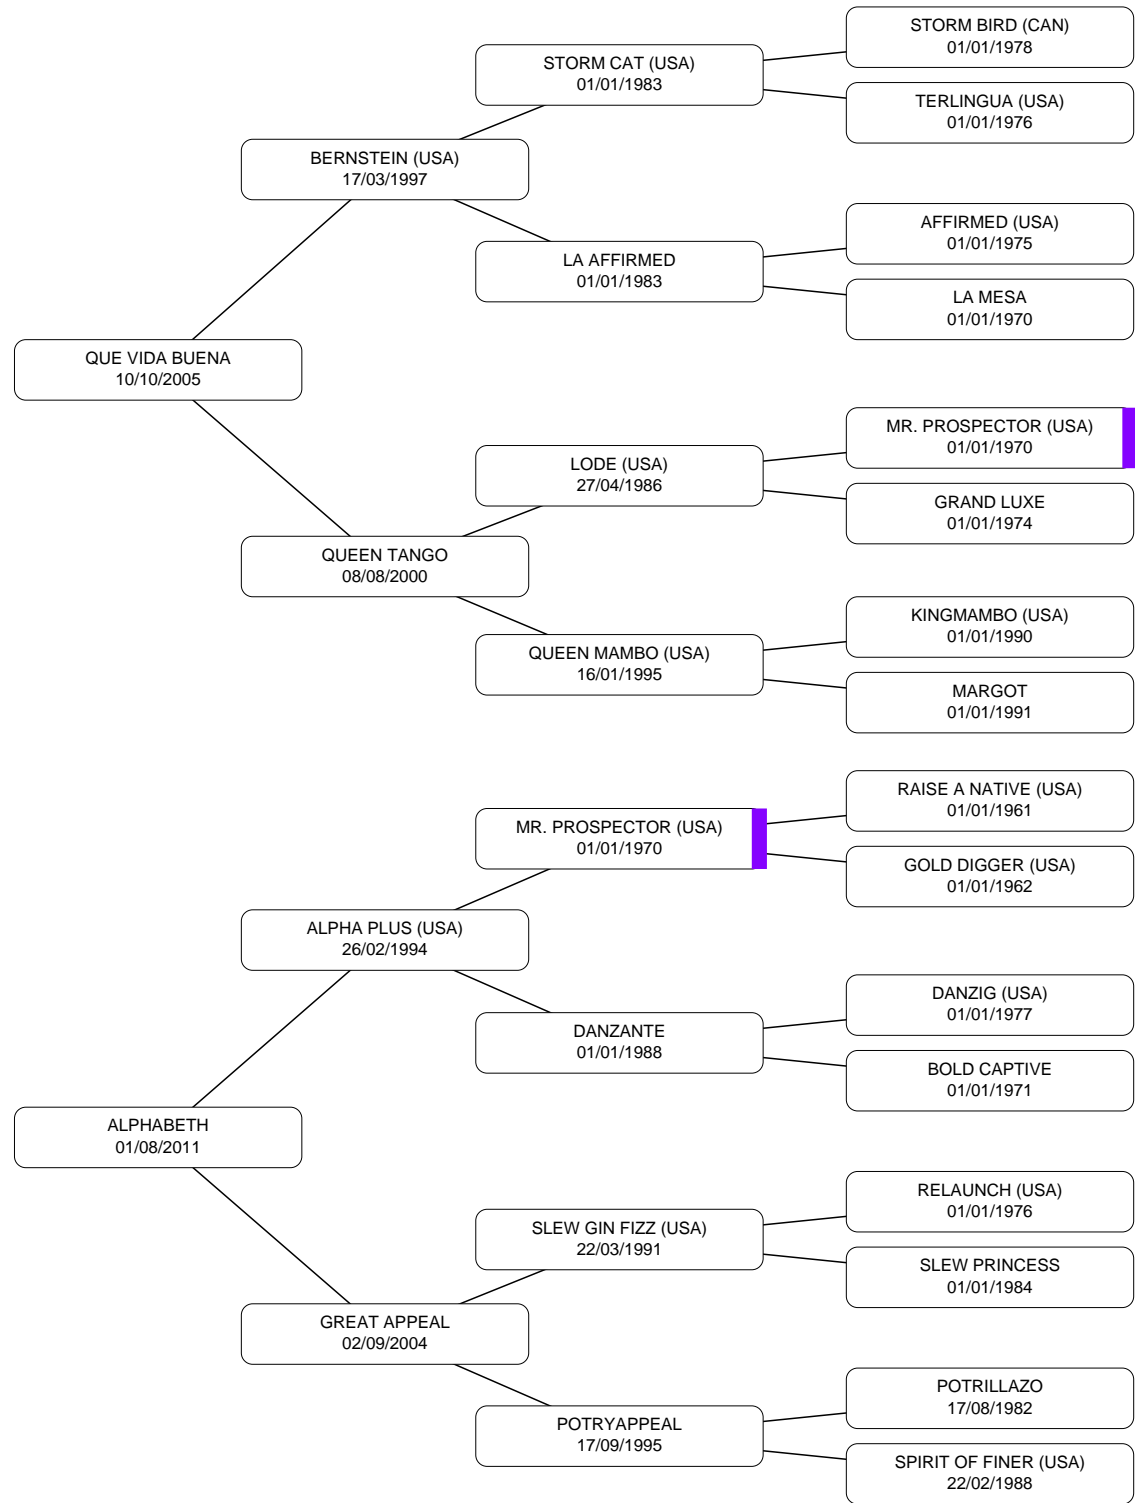 STORM BIRD (CAN)
01/01/1978
STORM CAT (USA)
01/01/1983
TERLINGUA (USA)
01/01/1976
BERNSTEIN (USA)
17/03/1997
AFFIRMED (USA)
01/01/1975
LA AFFIRMED
01/01/1983
LA MESA
01/01/1970
QUE VIDA BUENA
10/10/2005
MR. PROSPECTOR (USA)
01/01/1970
LODE (USA)
27/04/1986
GRAND LUXE
01/01/1974
QUEEN TANGO
08/08/2000
KINGMAMBO (USA)
01/01/1990
QUEEN MAMBO (USA)
16/01/1995
MARGOT
01/01/1991
RAISE A NATIVE (USA)
01/01/1961
MR. PROSPECTOR (USA)
01/01/1970
GOLD DIGGER (USA)
01/01/1962
ALPHA PLUS (USA)
26/02/1994
DANZIG (USA)
01/01/1977
DANZANTE
01/01/1988
BOLD CAPTIVE
01/01/1971
ALPHABETH
01/08/2011
RELAUNCH (USA)
01/01/1976
SLEW GIN FIZZ (USA)
22/03/1991
SLEW PRINCESS
01/01/1984
GREAT APPEAL
02/09/2004
POTRILLAZO
17/08/1982
POTRYAPPEAL
17/09/1995
SPIRIT OF FINER (USA)
22/02/1988